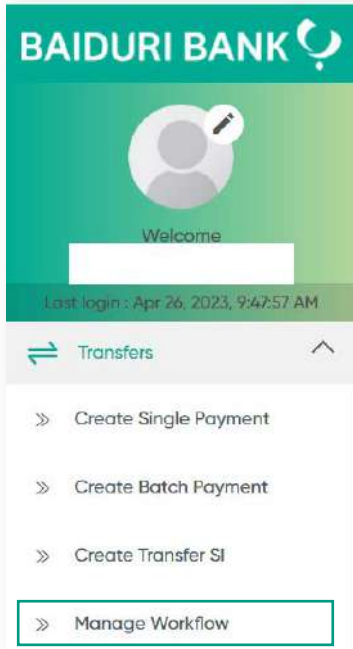 BAIDURI BANK
Welcome
Last login : Apr 26, 2023, 9:47:57 AM
Transfers
Create Single Payment
Create Batch Payment
Create Transfer SI
Manage Workflow